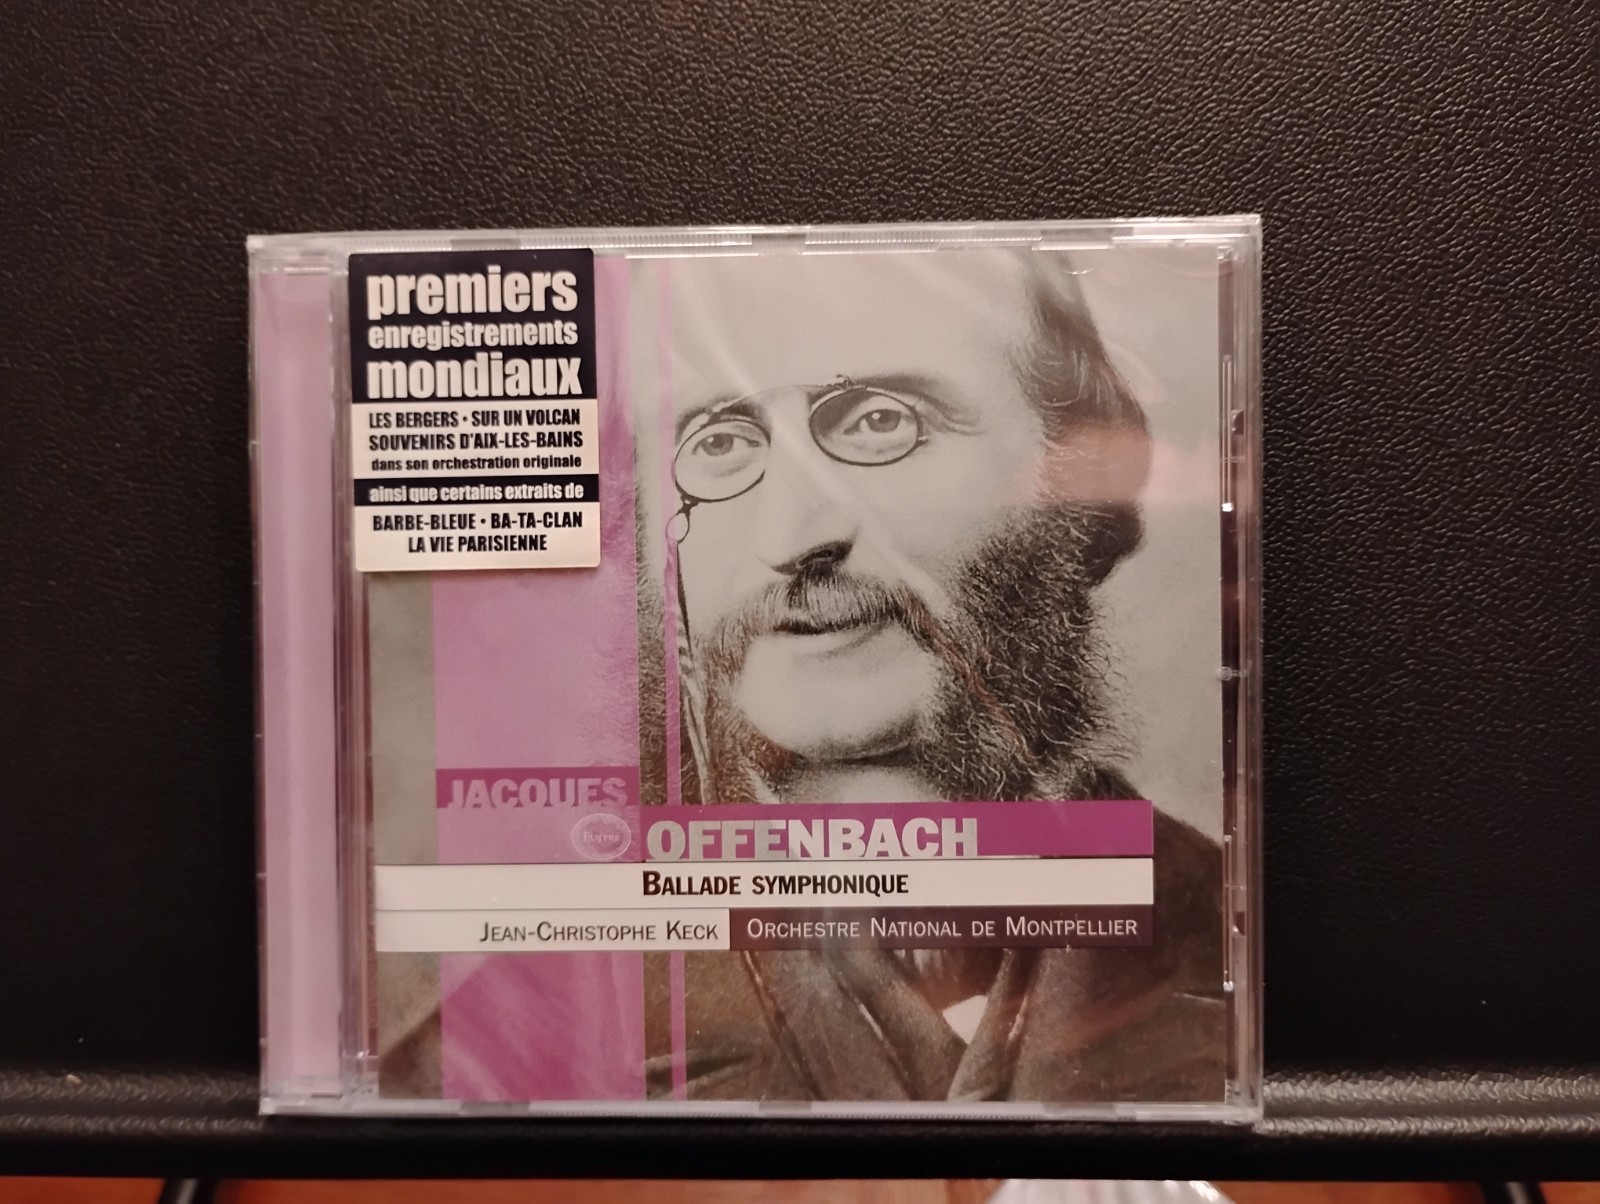 premiers
enregistrements
mondiaux
LES BERGERS • SUR UN VOLCAN
SOUVENIRS D'AIX-LES-BAINS
dans son orchestration originale
ainsi que certains extraits de
BARBE-BLEUE • BA-TA-CLAN
LA VIE PARISIENNE
JACQUES
OFFENBACH
BALLADE SYMPHONIQUE
JEAN-CHRISTOPHE KECK ORCHESTRE NATIONAL DE MONTPELLIER